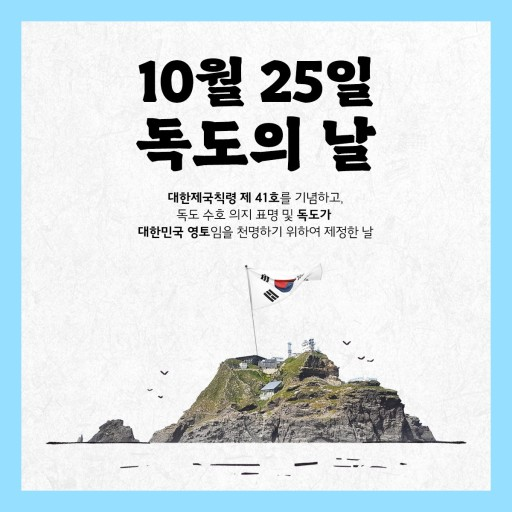 10월 25일
독도의 날
대한제국칙령 제 41호를 기념하고,
독도 수호 의지 표명 및 독도가
대한민국 영토임을 천명하기 위하여 제정한 날